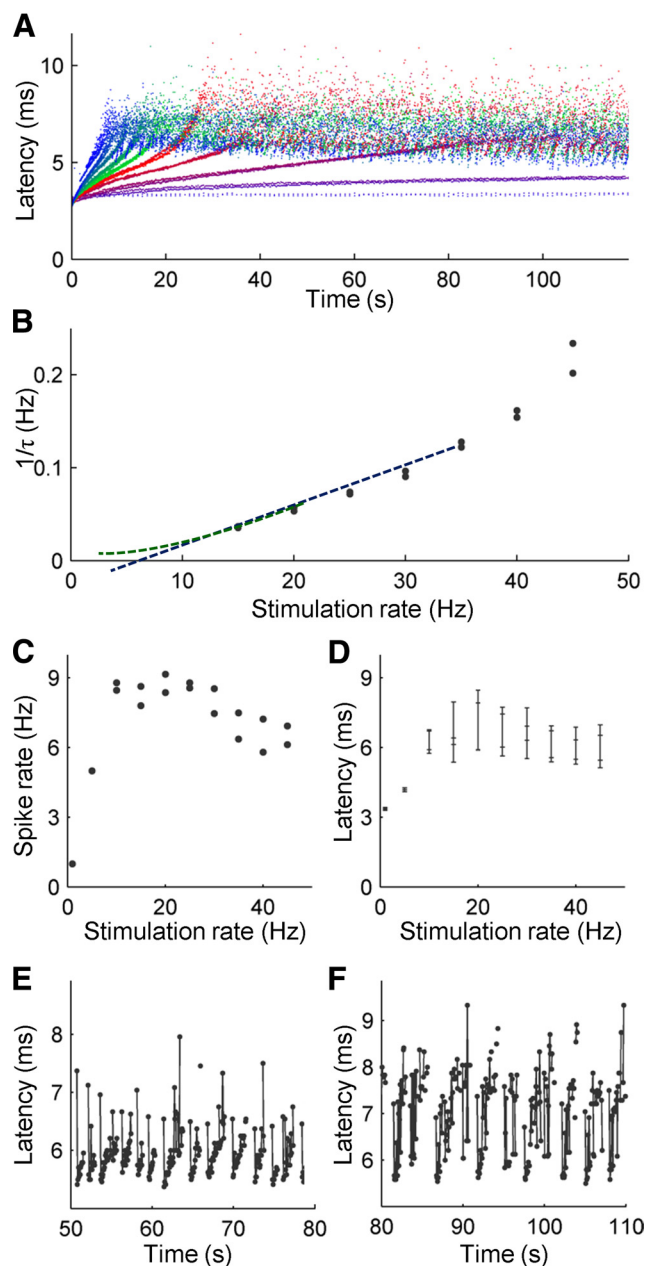 A
10
5
0
Latency (ms)
0 20 40 60 80 100
Time (s)
B
0.2
0.1
0
1/τ (Hz)
0 10 20 30 40 50
Stimulation rate (Hz)
C
9
6
3
0
Spike rate (Hz)
0 20 40
Stimulation rate (Hz)
D
9
6
3
0
Latency (ms)
0 20 40
Stimulation rate (Hz)
E
8
7
6
Latency (ms)
50 60 70 80
Time (s)
F
9
8
7
6
Latency (ms)
80 90 100 110
Time (s)